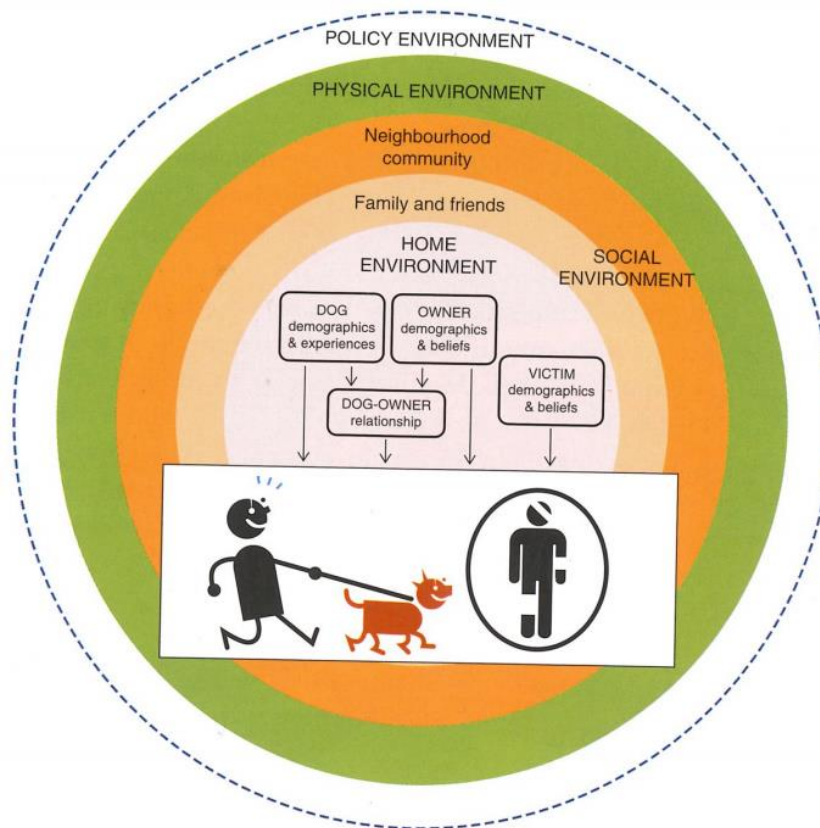 POLICY ENVIRONMENT
PHYSICAL ENVIRONMENT
Neighbourhood
community
Family and friends
HOME
ENVIRONMENT
SOCIAL
ENVIRONMENT
DOG
demographics
& experiences
OWNER
demographics
& beliefs
VICTIM
demographics
& beliefs
DOG-OWNER
relationship